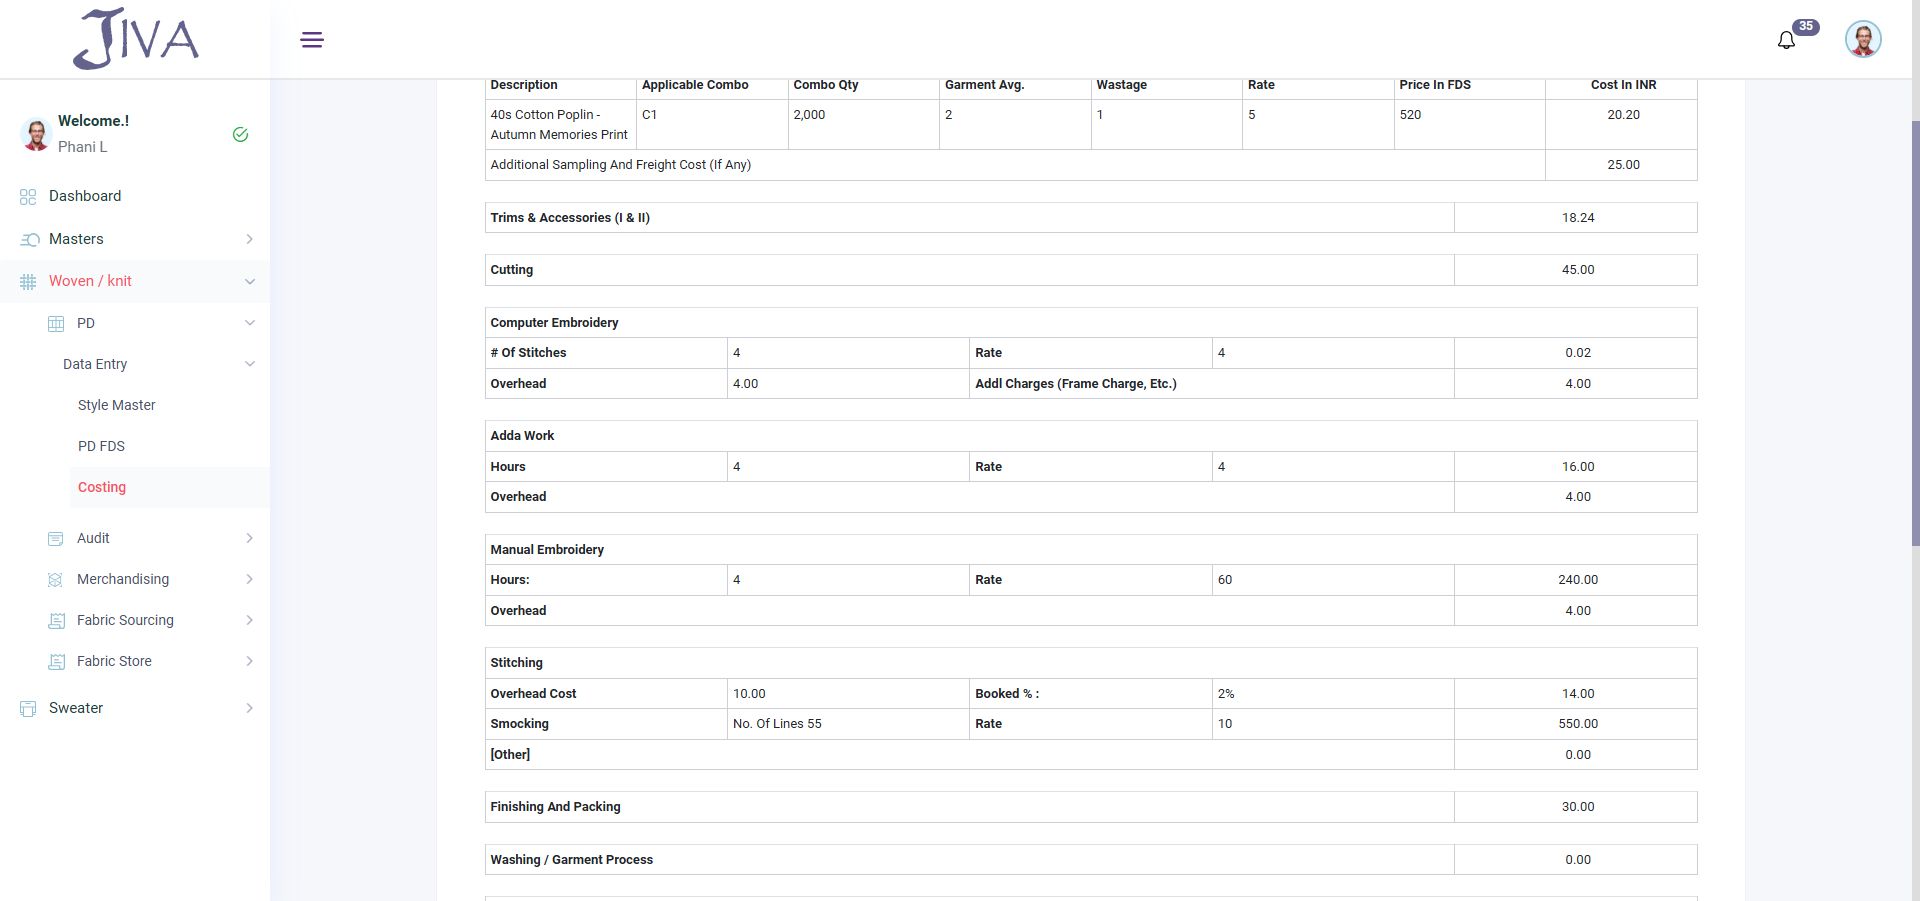 JIVA
35
Welcome.!
Phani L
Dashboard
Masters
Woven / knit
PD
Data Entry
Style Master
PD FDS
Costing
Audit
Merchandising
Fabric Sourcing
Fabric Store
Sweater
Description Applicable Combo Combo Qty Garment Avg. Wastage Rate Price In FDS Cost In INR
40s Cotton Poplin - C1 2,000 2 1 5 520 20.20
Autumn Memories Print
Additional Sampling And Freight Cost (If Any) 25.00
Trims & Accessories (I & II) 18.24
Cutting 45.00
Computer Embroidery
# Of Stitches 4 Rate 4 0.02
Overhead 4.00 Addl Charges (Frame Charge, Etc.) 4.00
Adda Work
Hours 4 Rate 4 16.00
Overhead 4.00
Manual Embroidery
Hours: 4 Rate 60 240.00
Overhead 4.00
Stitching
Overhead Cost 10.00 Booked % : 2% 14.00
Smocking No. Of Lines 55 Rate 10 550.00
[Other] 0.00
Finishing And Packing 30.00
Washing / Garment Process 0.00